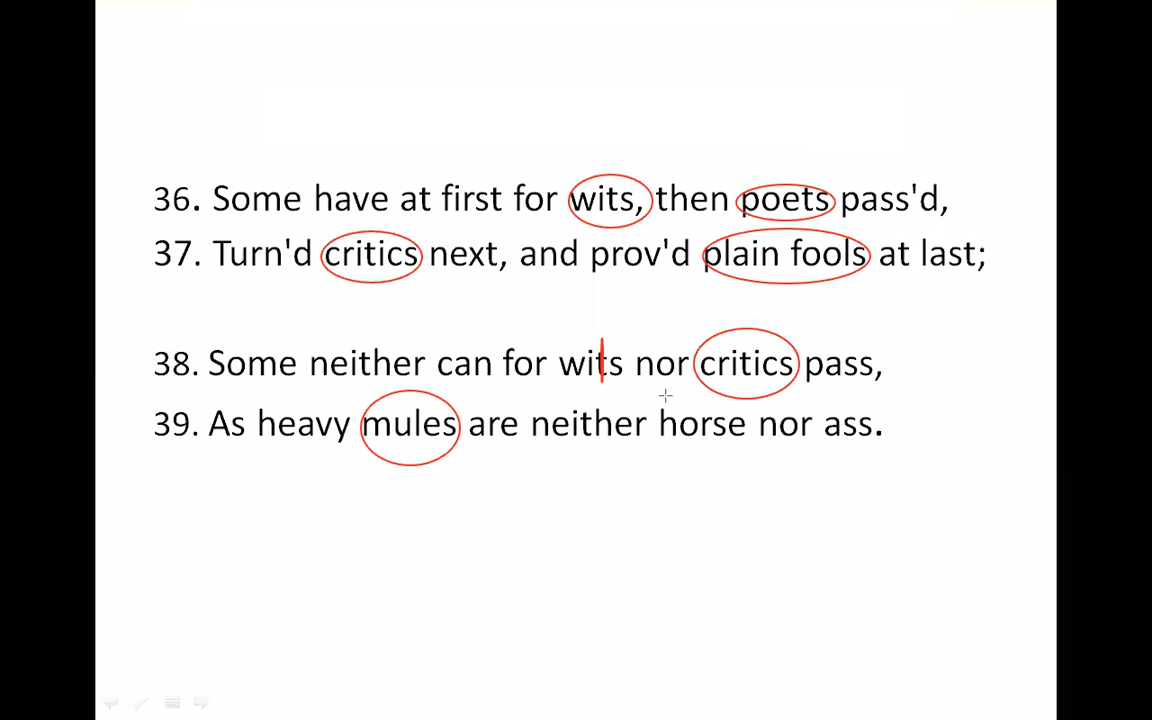 36. Some have at first for wits, then poets pass'd,
37. Turn'd critics next, and prov'd plain fools at last;
38. Some neither can for wits nor critics pass,
39. As heavy mules are neither horse nor ass.